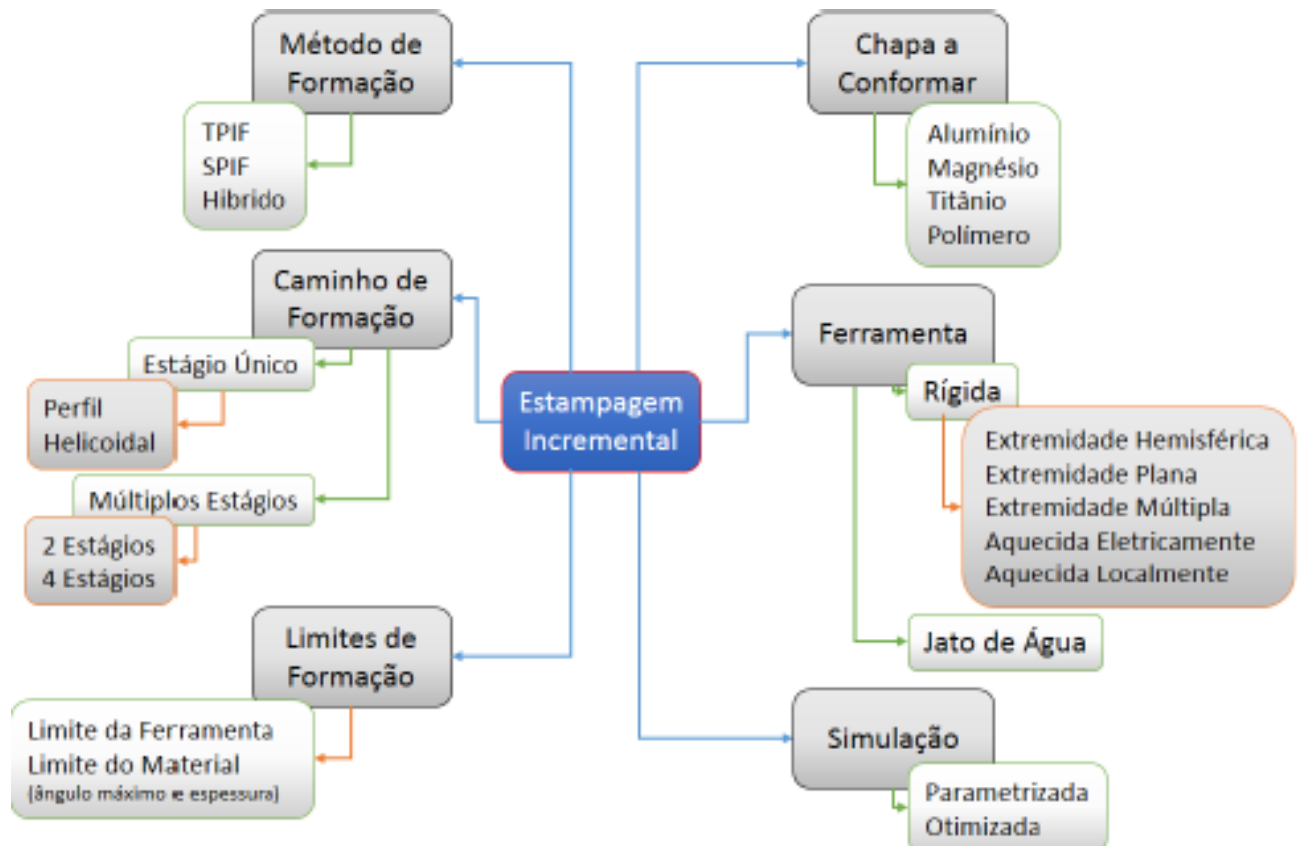 Método de
Formação
TPIF
SPIF
Hibrido
Caminho de
Formação
Estágio Único
Perfil
Helicoidal
Múltiplos Estágios
2 Estágios
4 Estágios
Limites de
Formação
Limite da Ferramenta
Limite do Material
(ângulo máximo e espessura)
Estampagem
Incremental
Chapa a
Conformar
Alumínio
Magnésio
Titânio
Polímero
Ferramenta
Rígida
Extremidade Hemisférica
Extremidade Plana
Extremidade Múltipla
Aquecida Eletricamente
Aquecida Localmente
Jato de Água
Simulação
Parametrizada
Otimizada